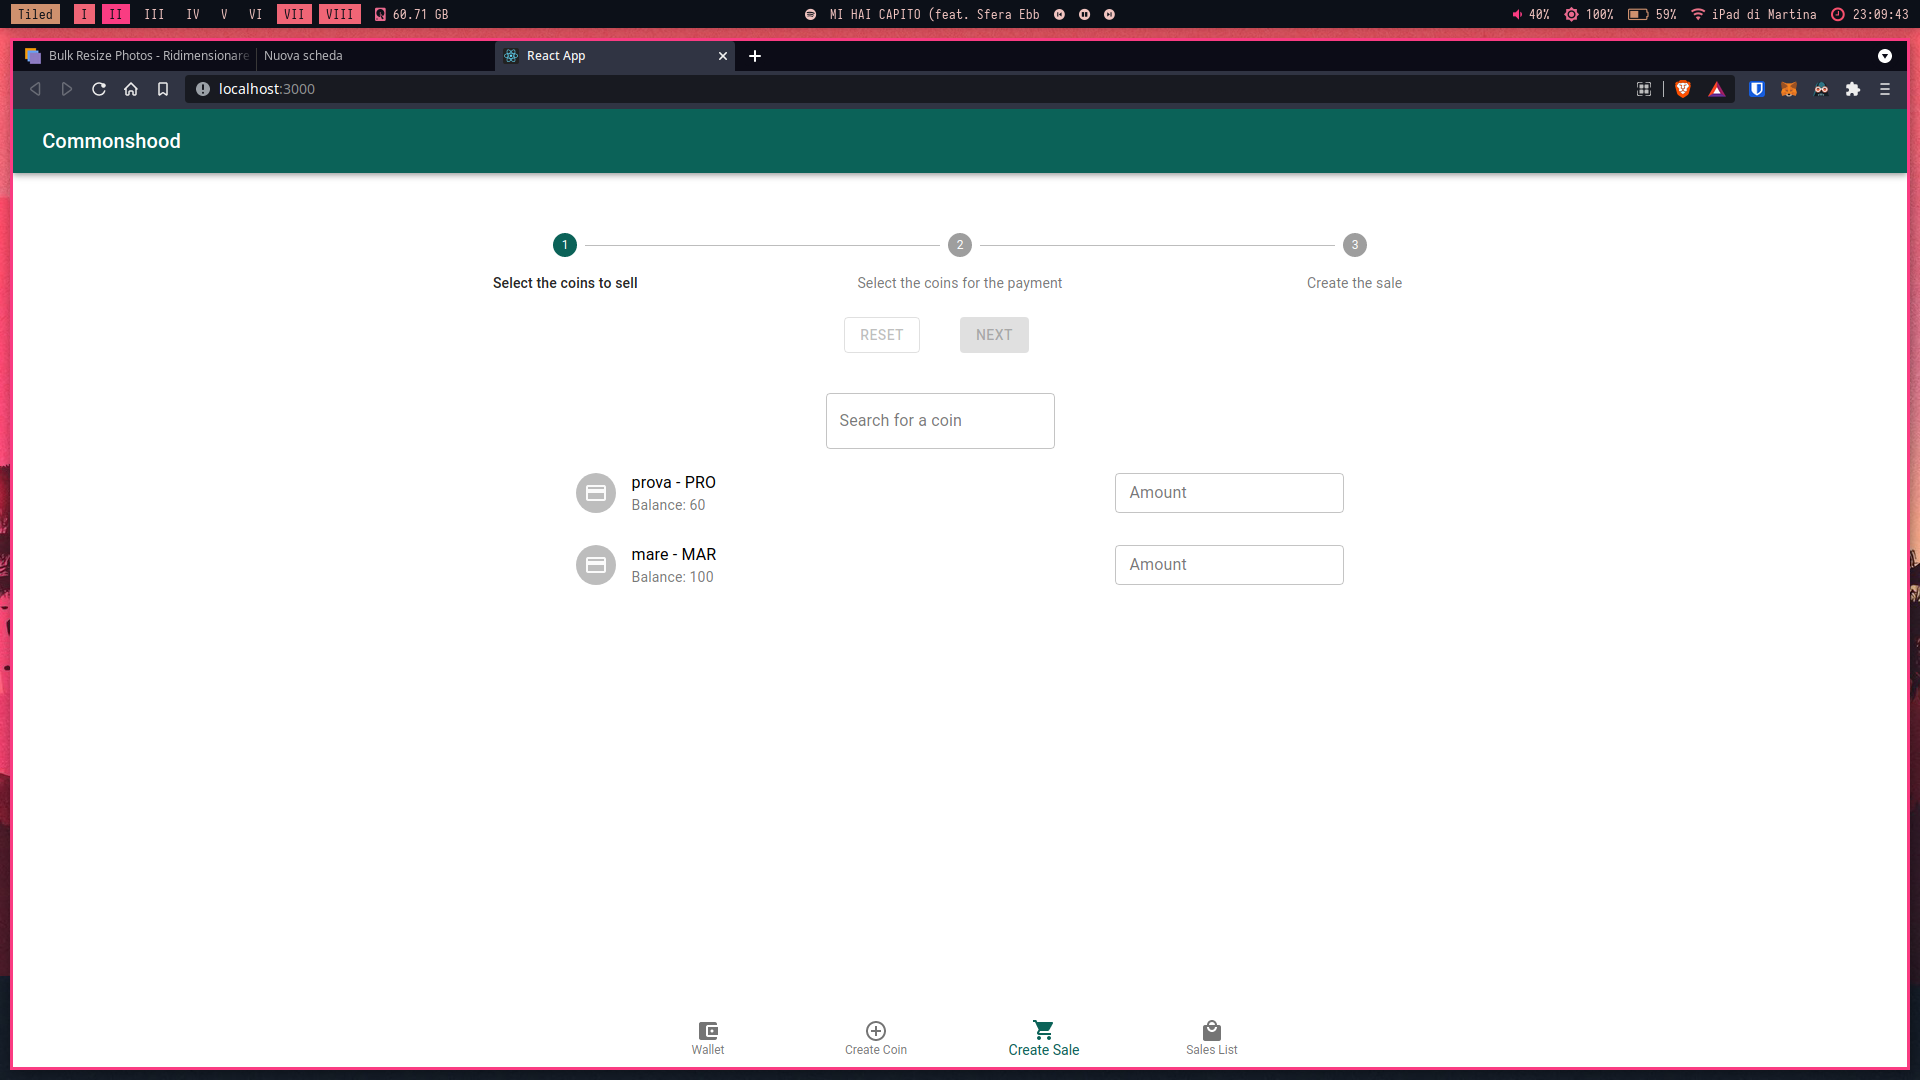 Tiled I II III IV V VI VII VIII 60.71 GB MI HAI CAPITO (feat. Sfera Ebb 40% 100% 59% iPad di Martina 23:09:43
Bulk Resize Photos - Ridimensionare Nuova scheda React App
localhost:3000
Commonshood
1 2 3
Select the coins to sell Select the coins for the payment Create the sale
RESET NEXT
Search for a coin
prova - PRO
Balance: 60
Amount
mare - MAR
Balance: 100
Amount
Wallet Create Coin Create Sale Sales List